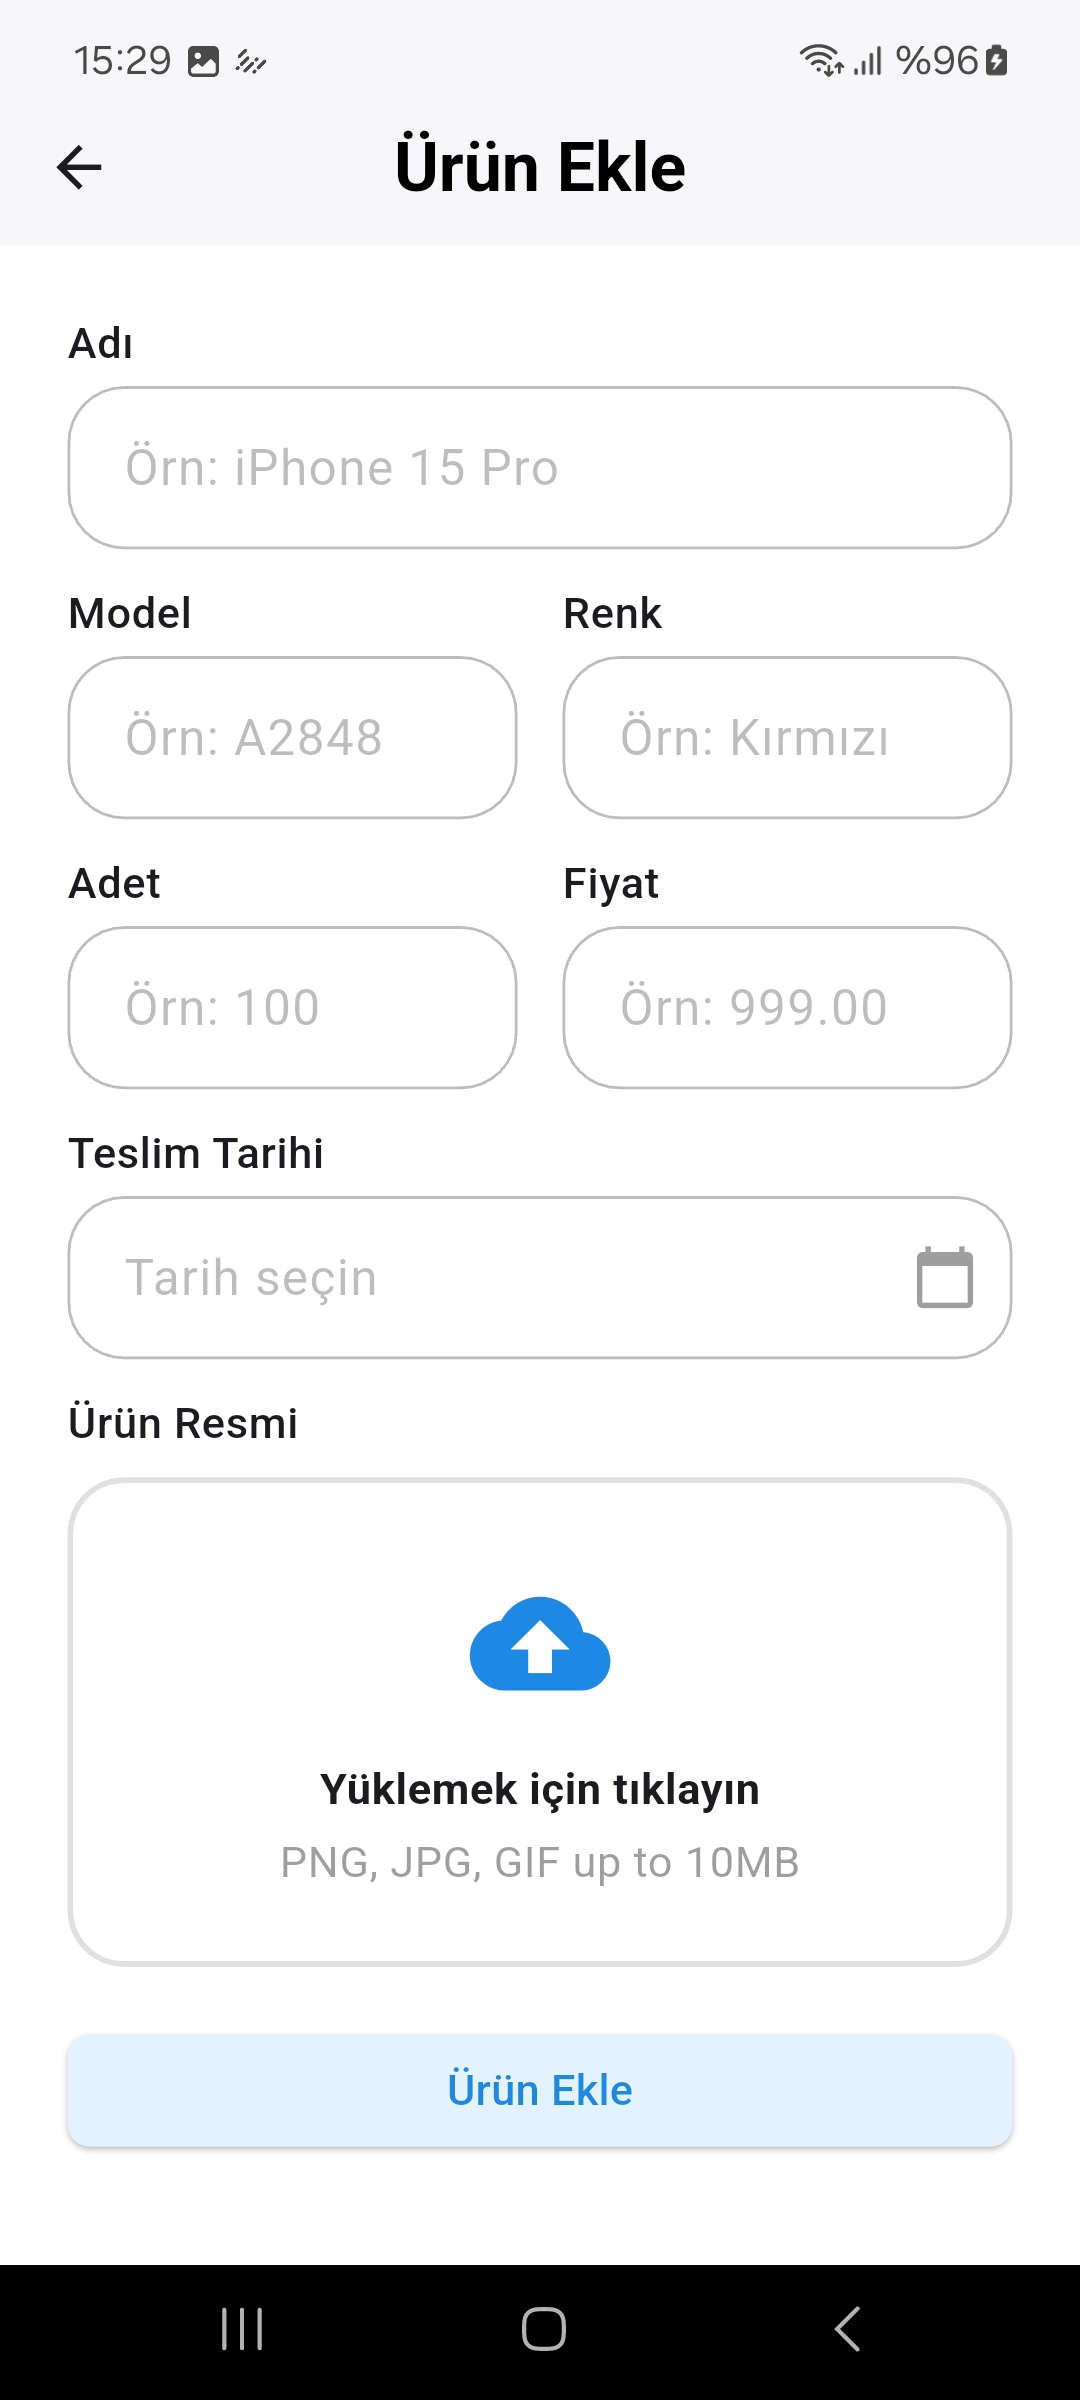 15:29 %96
Ürün Ekle
Adı
Örn: iPhone 15 Pro
Model Renk
Örn: A2848 Örn: Kırmızı
Adet Fiyat
Örn: 100 Örn: 999.00
Teslim Tarihi
Tarih seçin
Ürün Resmi
Yüklemek için tıklayın
PNG, JPG, GIF up to 10MB
Ürün Ekle